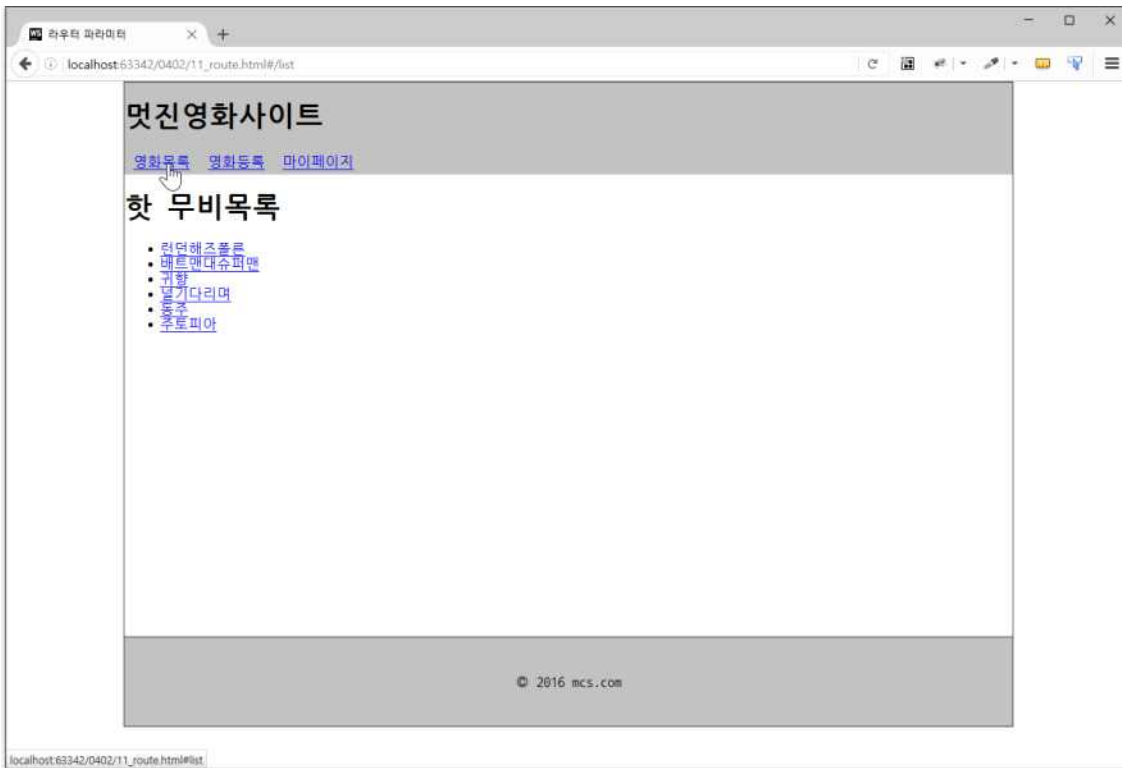 라우터 파라미터
localhost:63342/0402/11_route.html#/list
멋진영화사이트
영화목록 영화등록 마이페이지
핫 무비목록
런던해즈폴른
배트맨대슈퍼맨
귀향
널기다리며
동주
주토피아
© 2016 mcs.com
localhost:63342/0402/11_route.html#list